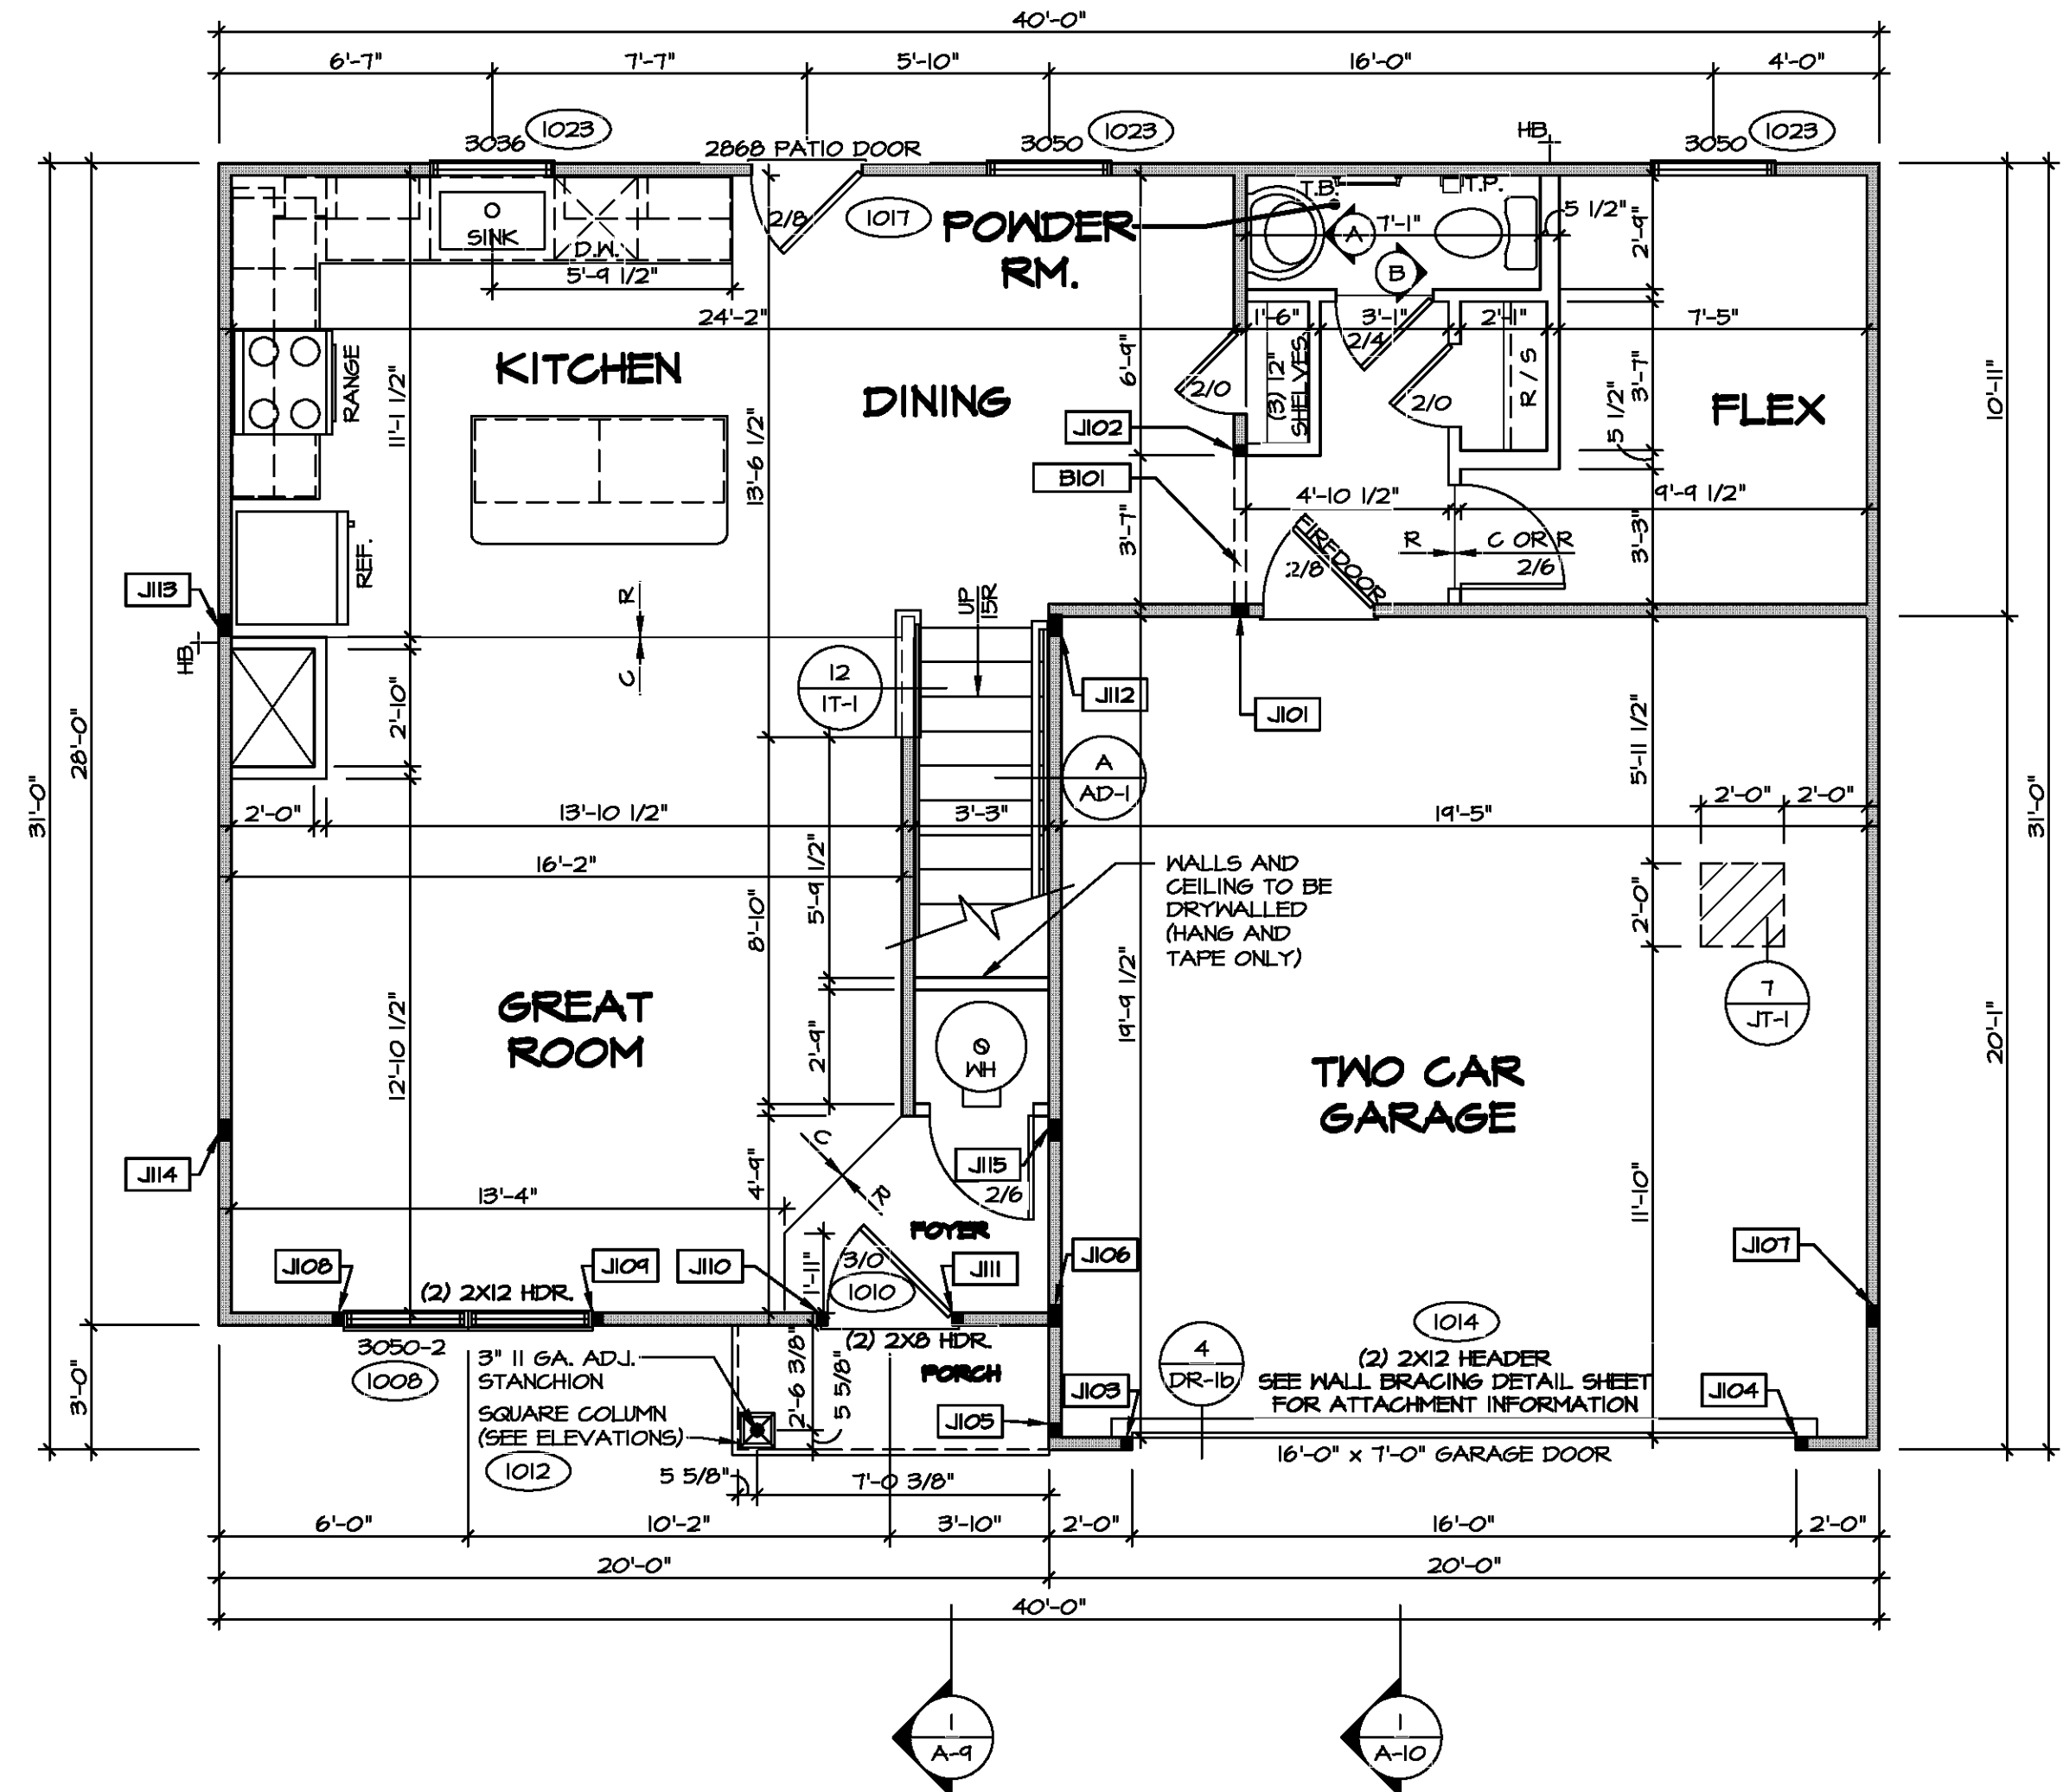 40'-0"
6'-7"
7'-7"
5'-10"
16'-0"
4'-0"
3036
1023
2868 PATIO DOOR
3050
1023
HB
3050
1023
SINK
D.W.
5'-9 1/2"
2/8
1017
POWDER
RM.
T.B.
T.P.
7'-1"
A
B
5 1/2"
2'-9"
24'-2"
1'-6"
3'-1"
2'-1"
7'-5"
RANGE
KITCHEN
DINING
11'-1 1/2"
13'-6 1/2"
6'-9"
2/0
(3) 12"
SHELVES
2/4
2/0
R / S
5 1/2"
3'-7"
FLEX
10'-11"
J102
B101
3'-7"
4'-10 1/2"
9'-9 1/2"
REF.
FIREDOOR
2/8
R
C OR R
2/6
3'-3"
J113
HB
R
C
UP
15R
12
1T-1
J112
J101
A
AD-1
31'-0"
28'-0"
2'-10"
5'-11 1/2"
2'-0"
13'-10 1/2"
3'-3"
19'-5"
2'-0"
2'-0"
31'-0"
16'-2"
5'-9 1/2"
8'-10"
WALLS AND
CEILING TO BE
DRYWALLED
(HANG AND
TAPE ONLY)
2'-0"
7
JT-1
GREAT
ROOM
12'-10 1/2"
2'-9"
WH
19'-9 1/2"
20'-1"
TWO CAR
GARAGE
J114
C
R
J115
2/6
4'-9"
13'-4"
11'-10"
FOYER
J108
(2) 2X12 HDR.
J109
J110
1'-11"
3/0
1010
J111
J106
J107
3050-2
1008
3" 11 GA. ADJ.
STANCHION
SQUARE COLUMN
(SEE ELEVATIONS)
1012
2'-6 3/8"
5 5/8"
(2) 2X8 HDR.
PORCH
J105
J103
4
DR-1b
1014
(2) 2X12 HEADER
SEE WALL BRACING DETAIL SHEET
FOR ATTACHMENT INFORMATION
J104
3'-0"
16'-0" x 7'-0" GARAGE DOOR
5 5/8"
7'-0 3/8"
6'-0"
10'-2"
3'-10"
2'-0"
16'-0"
2'-0"
20'-0"
20'-0"
40'-0"
1
A-9
1
A-10